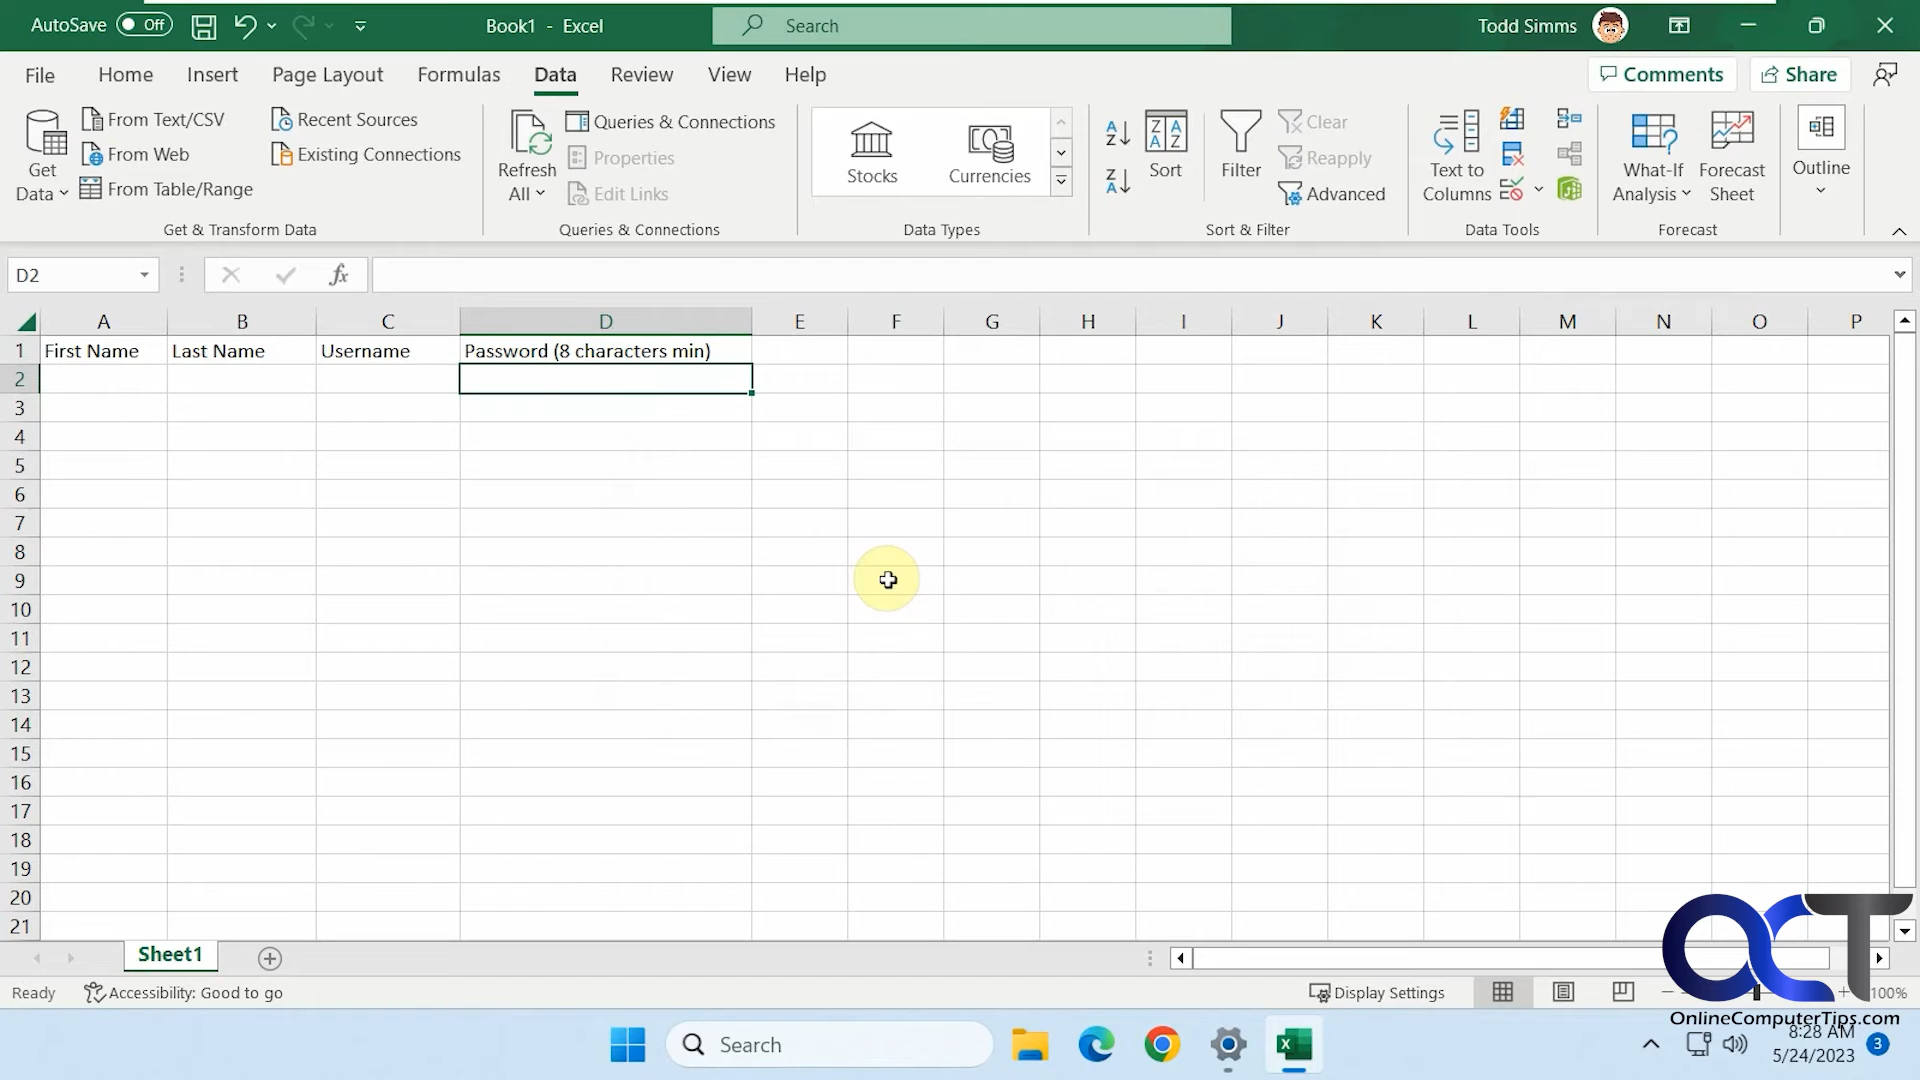 AutoSave Off Book1 - Excel Search Todd Simms
File Home Insert Page Layout Formulas Data Review View Help Comments Share
Get Data
From Text/CSV
From Web
From Table/Range
Recent Sources
Existing Connections
Get & Transform Data
Refresh All
Queries & Connections
Properties
Edit Links
Queries & Connections
Stocks
Currencies
Data Types
Sort
Filter
Clear
Reapply
Advanced
Sort & Filter
Text to Columns
Data Tools
What-If Analysis
Forecast Sheet
Forecast
Outline
D2 fx
A B C D E F G H I J K L M N O P
1 First Name Last Name Username Password (8 characters min)
2
3
4
5
6
7
8
9
10
11
12
13
14
15
16
17
18
19
20
21
Sheet1
Ready Accessibility: Good to go Display Settings 100%
OCT
OnlineComputerTips.com
Search
8:28 AM
5/24/2023
3